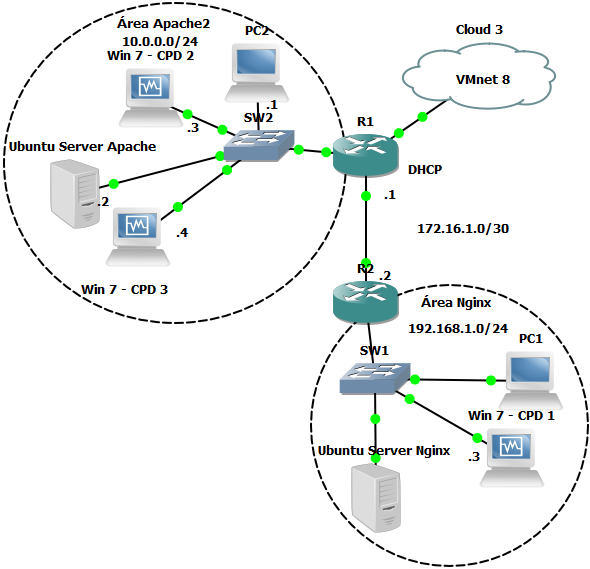 Área Apache2
10.0.0.0/24
Win 7 - CPD 2
PC2
Cloud 3
VMnet 8
.1
.3
SW2
R1
Ubuntu Server Apache
DHCP
.2
.1
.4
172.16.1.0/30
Win 7 - CPD 3
R2
.2
Área Nginx
192.168.1.0/24
SW1
PC1
Win 7 - CPD 1
Ubuntu Server Nginx
.3